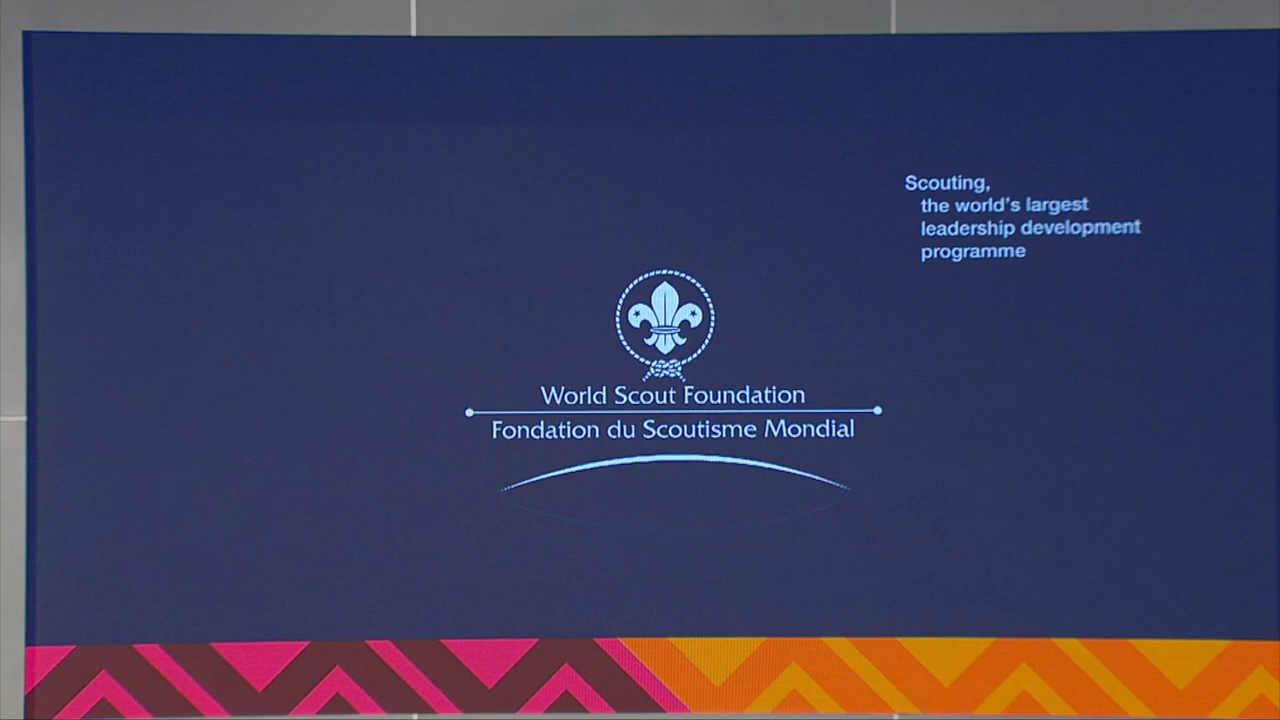 Scouting,
the world's largest
leadership development
programme
World Scout Foundation
Fondation du Scoutisme Mondial